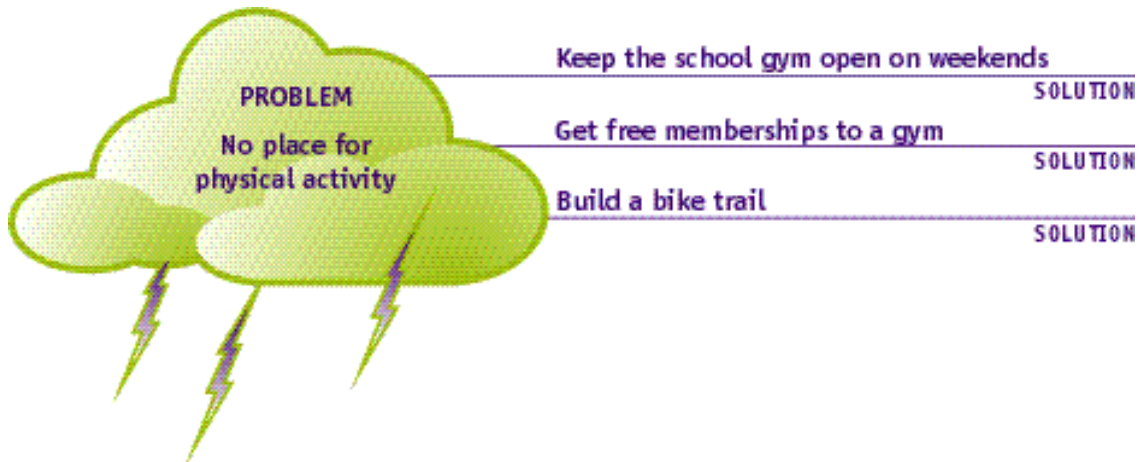 PROBLEM
No place for
physical activity
Keep the school gym open on weekends
SOLUTION
Get free memberships to a gym
SOLUTION
Build a bike trail
SOLUTION